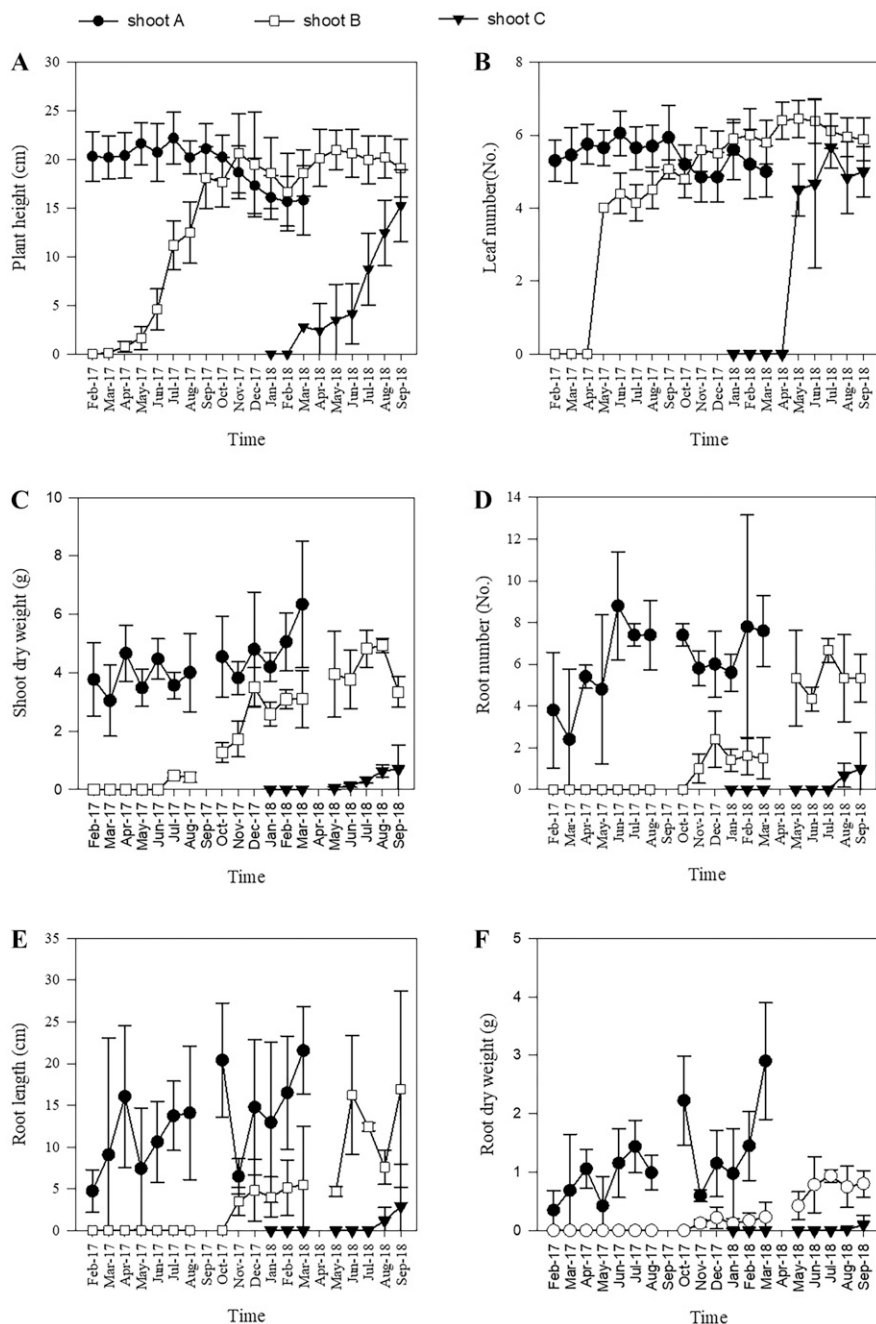 shoot A shoot B shoot C
A
30
25
20
15
10
5
0
Plant height (cm)
Feb-17 Mar-17 Apr-17 May-17 Jun-17 Jul-17 Aug-17 Sep-17 Oct-17 Nov-17 Dec-17 Jan-18 Feb-18 Mar-18 Apr-18 May-18 Jun-18 Jul-18 Aug-18 Sep-18
Time
B
8
6
4
2
0
Leaf number(No.)
Feb-17 Mar-17 Apr-17 May-17 Jun-17 Jul-17 Aug-17 Sep-17 Oct-17 Nov-17 Dec-17 Jan-18 Feb-18 Mar-18 Apr-18 May-18 Jun-18 Jul-18 Aug-18 Sep-18
Time
C
10
8
6
4
2
0
Shoot dry weight (g)
Feb-17 Mar-17 Apr-17 May-17 Jun-17 Jul-17 Aug-17 Sep-17 Oct-17 Nov-17 Dec-17 Jan-18 Feb-18 Mar-18 Apr-18 May-18 Jun-18 Jul-18 Aug-18 Sep-18
Time
D
14
12
10
8
6
4
2
0
Root number (No.)
Feb-17 Mar-17 Apr-17 May-17 Jun-17 Jul-17 Aug-17 Sep-17 Oct-17 Nov-17 Dec-17 Jan-18 Feb-18 Mar-18 Apr-18 May-18 Jun-18 Jul-18 Aug-18 Sep-18
Time
E
35
30
25
20
15
10
5
0
Root length (cm)
Feb-17 Mar-17 Apr-17 May-17 Jun-17 Jul-17 Aug-17 Sep-17 Oct-17 Nov-17 Dec-17 Jan-18 Feb-18 Mar-18 Apr-18 May-18 Jun-18 Jul-18 Aug-18 Sep-18
Time
F
5
4
3
2
1
0
Root dry weight (g)
Feb-17 Mar-17 Apr-17 May-17 Jun-17 Jul-17 Aug-17 Sep-17 Oct-17 Nov-17 Dec-17 Jan-18 Feb-18 Mar-18 Apr-18 May-18 Jun-18 Jul-18 Aug-18 Sep-18
Time